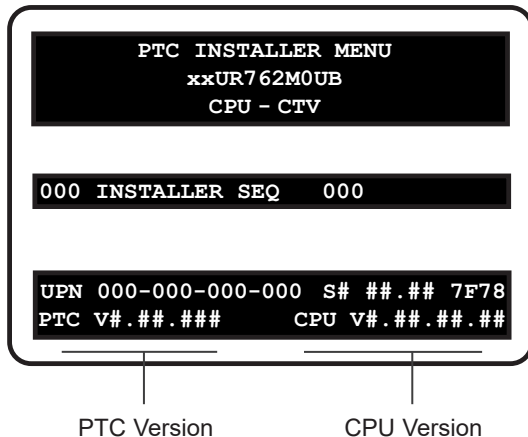 PTC INSTALLER MENU
xxUR762M0UB
CPU – CTV
000 INSTALLER SEQ 000
UPN 000-000-000-000 S# ##.## 7F78
PTC V#.##.### CPU V#.##.##.##
PTC Version CPU Version